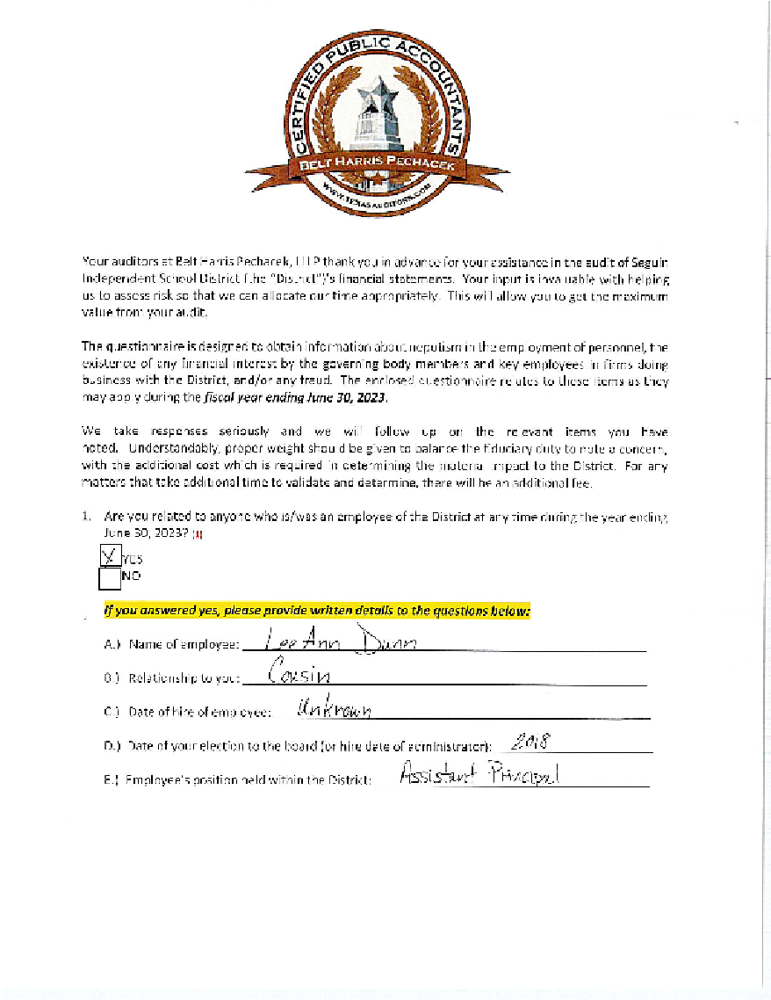 CERTIFIED PUBLIC ACCOUNTANTS
BELT HARRIS PECHACEK
WWW.TEXASAUDITORS.COM
Your auditors at Belt Harris Pechacek, LLLP thank you in advance for your assistance in the audit of Seguin
Independent School District (the "District")'s financial statements. Your input is invaluable with helping
us to assess risk so that we can allocate our time appropriately. This will allow you to get the maximum
value from your audit.
The questionnaire is designed to obtain information about nepotism in the employment of personnel, the
existence of any financial interest by the governing body members and key employees in firms doing
business with the District, and/or any fraud. The enclosed questionnaire relates to these items as they
may apply during the fiscal year ending June 30, 2023.
We take responses seriously and we will follow up on the relevant items you have
noted. Understandably, proper weight should be given to balance the fiduciary duty to note a concern,
with the additional cost which is required in determining the material impact to the District. For any
matters that take additional time to validate and determine, there will be an additional fee.
1. Are you related to anyone who is/was an employee of the District at any time during the year ending
June 30, 2023? (1)
X YES
NO
If you answered yes, please provide written details to the questions below:
A.) Name of employee: Lee Ann Dunn
B.) Relationship to you: Cousin
C.) Date of hire of employee: Unknown
D.) Date of your election to the board (or hire date of administrator): 2018
E.) Employee's position held within the District: Assistant Principal